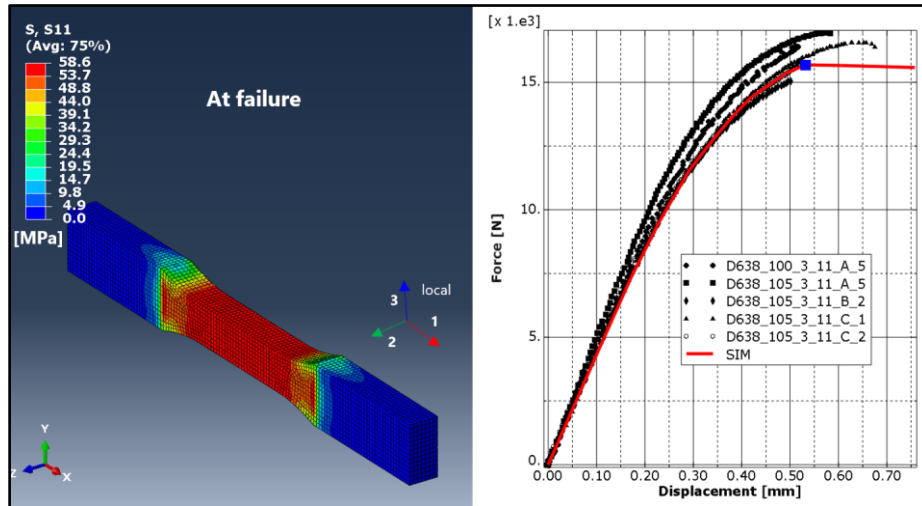 S, S11
(Avg: 75%)
58.6
53.7
48.8
44.0
39.1
34.2
29.3
24.4
19.5
14.7
9.8
4.9
0.0
[MPa]
At failure
3
local
1
2
Y
Z
X
[x 1.e3]
15.
10.
5.
0.
Force [N]
D638_100_3_11_A_5
D638_105_3_11_A_5
D638_105_3_11_B_2
D638_105_3_11_C_1
D638_105_3_11_C_2
SIM
0.00 0.10 0.20 0.30 0.40 0.50 0.60 0.70
Displacement [mm]